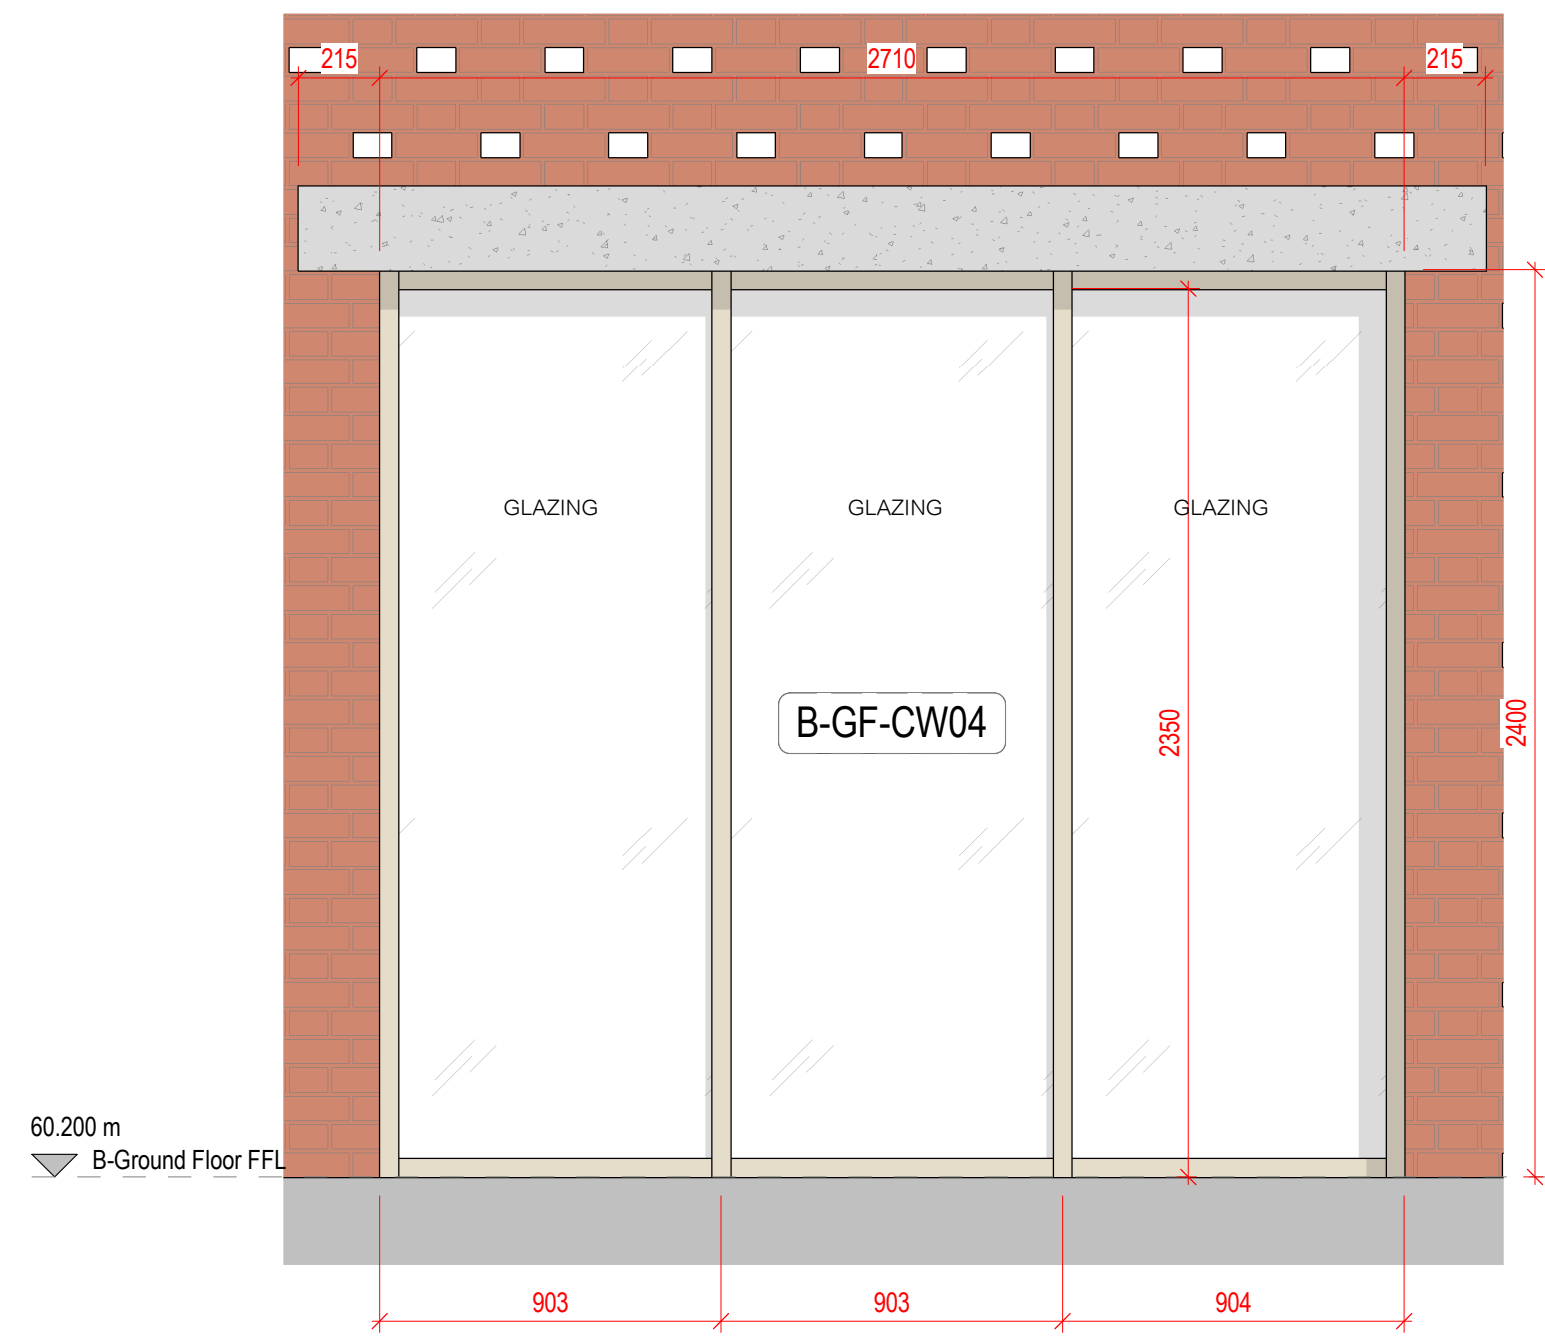 215 2710 215
GLAZING GLAZING GLAZING
B-GF-CW04
2350
2400
60.200 m
B-Ground Floor FFL
903 903 904